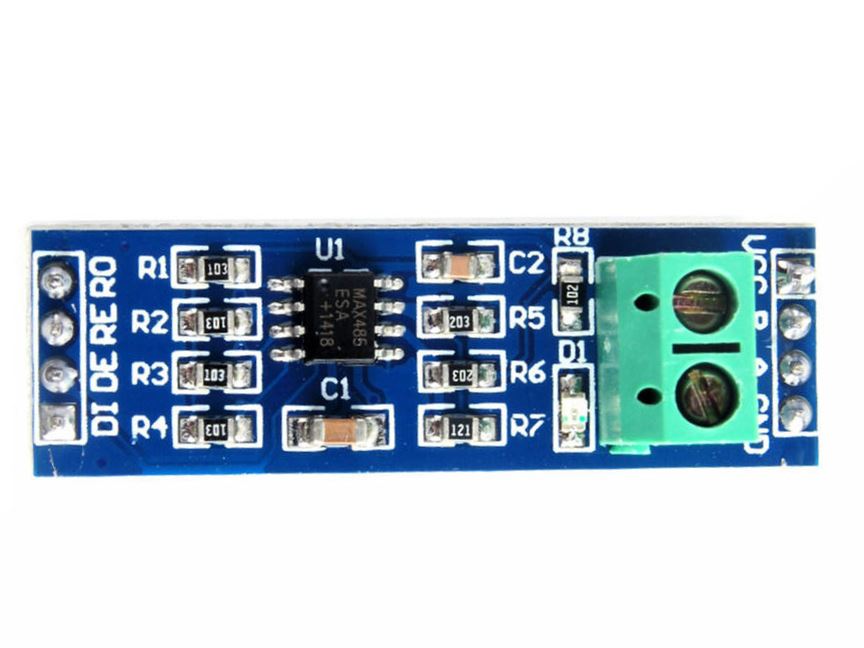 R1
103
R2
103
R3
103
R4
103
DI DE RE RO
U1
MAX485
ESA
+1418
C1
C2
R5
203
R6
203
R7
121
R8
102
D1
VCC
B
A
GND